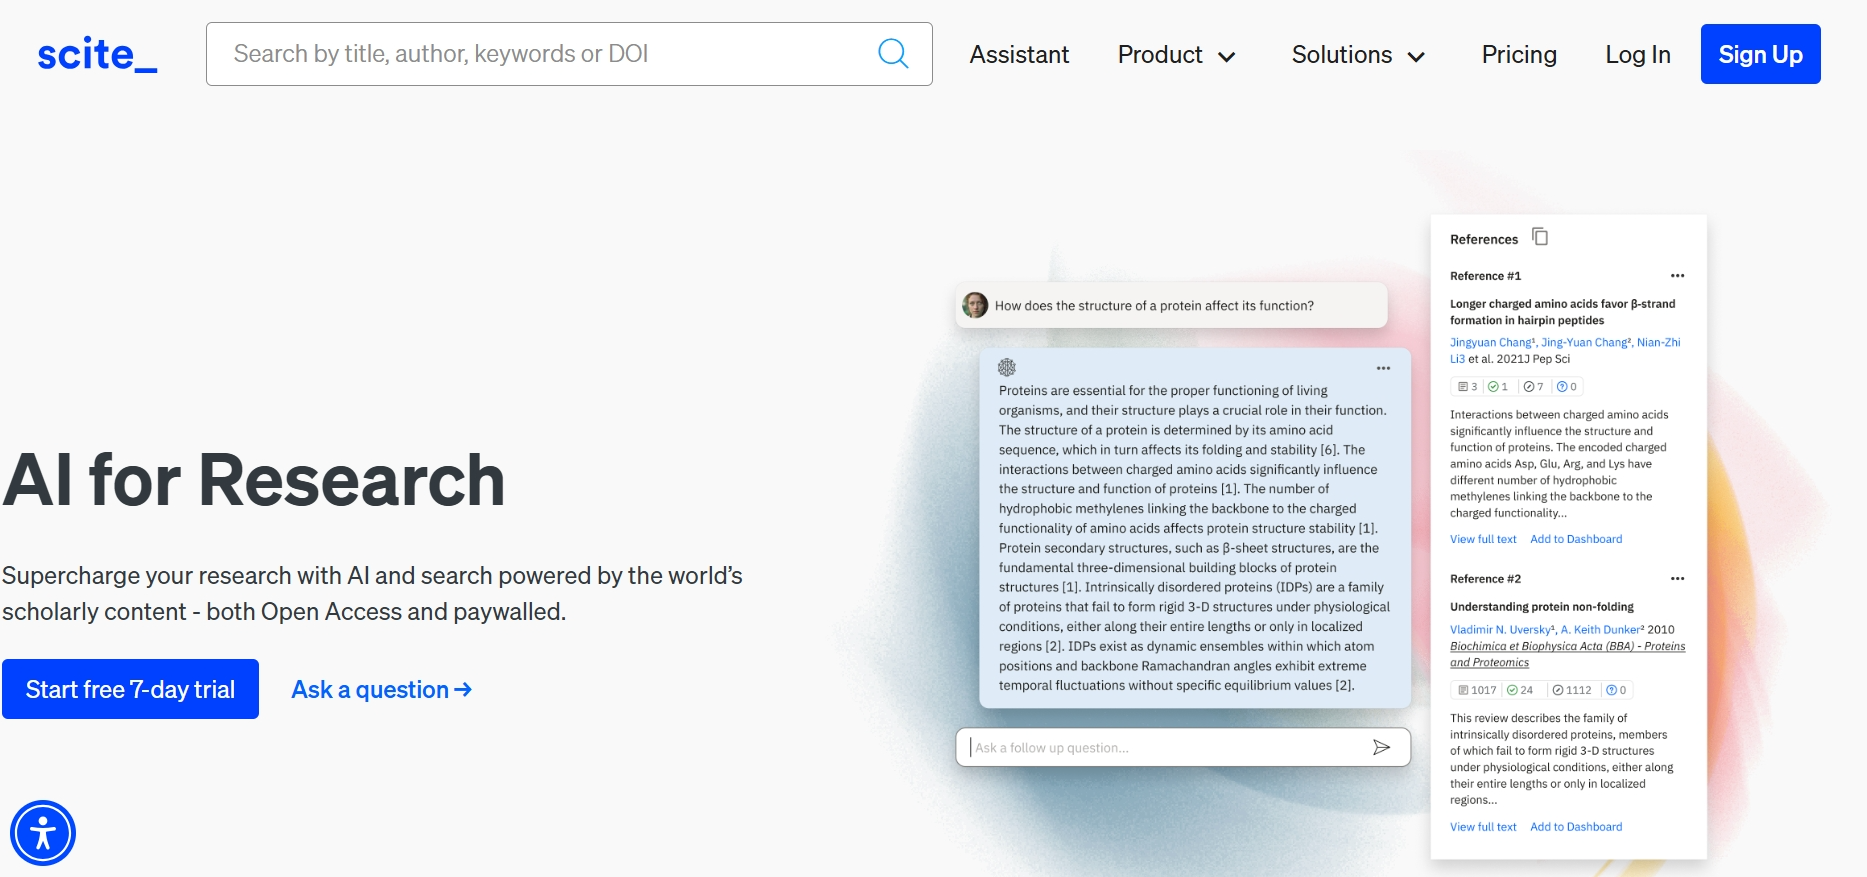 scite_
Search by title, author, keywords or DOI
Assistant
Product
Solutions
Pricing
Log In
Sign Up
AI for Research
Supercharge your research with AI and search powered by the world’s
scholarly content - both Open Access and paywalled.
Start free 7-day trial
Ask a question →
How does the structure of a protein affect its function?
Proteins are essential for the proper functioning of living
organisms, and their structure plays a crucial role in their function.
The structure of a protein is determined by its amino acid
sequence, which in turn affects its folding and stability [6]. The
interactions between charged amino acids significantly influence
the structure and function of proteins [1]. The number of
hydrophobic methylenes linking the backbone to the charged
functionality of amino acids affects protein structure stability [1].
Protein secondary structures, such as β-sheet structures, are the
fundamental three-dimensional building blocks of protein
structures [1]. Intrinsically disordered proteins (IDPs) are a family
of proteins that fail to form rigid 3-D structures under physiological
conditions, either along their entire lengths or only in localized
regions [2]. IDPs exist as dynamic ensembles within which atom
positions and backbone Ramachandran angles exhibit extreme
temporal fluctuations without specific equilibrium values [2].
Ask a follow up question...
References
Reference #1
Longer charged amino acids favor β-strand
formation in hairpin peptides
Jingyuan Chang¹, Jing-Yuan Chang², Nian-Zhi
Li3 et al. 2021J Pep Sci
3 1 7 0
Interactions between charged amino acids
significantly influence the structure and
function of proteins. The encoded charged
amino acids Asp, Glu, Arg, and Lys have
different number of hydrophobic
methylenes linking the backbone to the
charged functionality...
View full text Add to Dashboard
Reference #2
Understanding protein non-folding
Vladimir N. Uversky¹, A. Keith Dunker² 2010
Biochimica et Biophysica Acta (BBA) - Proteins
and Proteomics
1017 24 1112 0
This review describes the family of
intrinsically disordered proteins, members
of which fail to form rigid 3-D structures
under physiological conditions, either along
their entire lengths or only in localized
regions...
View full text Add to Dashboard